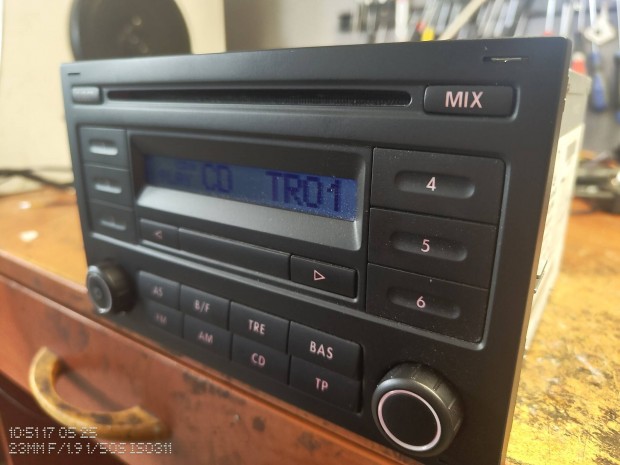 MIX
CD TR01
4
5
6
AS B/F TRE BAS
FM AM CD TP
10:51 17 05 25
23MM F/1.9 1/50S ISO311